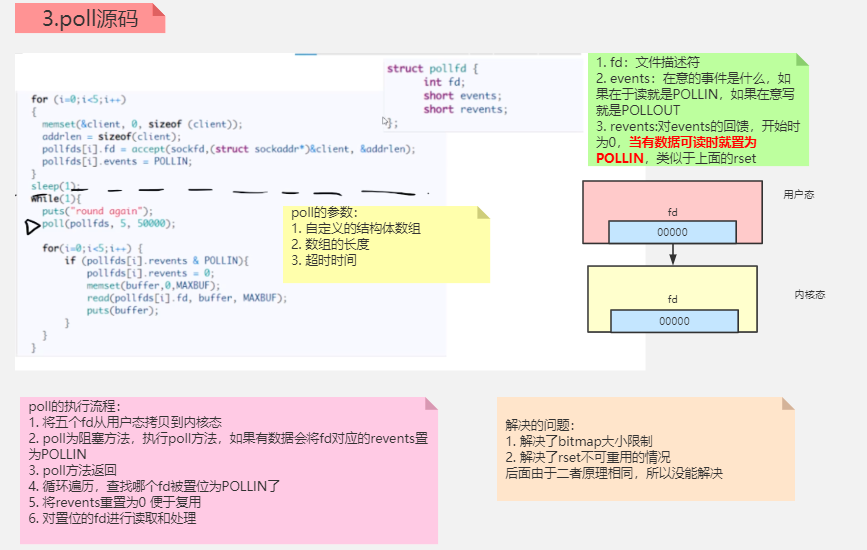 3.poll源码
for (i=0;i<5;i++)
{
memset(&client, 0, sizeof (client));
addrlen = sizeof(client);
pollfds[i].fd = accept(sockfd,(struct sockaddr*)&client, &addrlen);
pollfds[i].events = POLLIN;
}
sleep(1);
while(1){
puts("round again");
poll(pollfds, 5, 50000);
for(i=0;i<5;i++) {
if (pollfds[i].revents & POLLIN){
pollfds[i].revents = 0;
memset(buffer,0,MAXBUF);
read(pollfds[i].fd, buffer, MAXBUF);
puts(buffer);
}
}
}
struct pollfd {
int fd;
short events;
short revents;
};
1. fd：文件描述符
2. events：在意的事件是什么，如
果在于读就是POLLIN，如果在意写
就是POLLOUT
3. revents:对events的回馈，开始时
为0，当有数据可读时就置为
POLLIN，类似于上面的rset
poll的参数：
1. 自定义的结构体数组
2. 数组的长度
3. 超时时间
用户态
fd
00000
内核态
fd
00000
poll的执行流程：
1. 将五个fd从用户态拷贝到内核态
2. poll为阻塞方法，执行poll方法，如果有数据会将fd对应的revents置
为POLLIN
3. poll方法返回
4. 循环遍历，查找哪个fd被置位为POLLIN了
5. 将revents重置为0 便于复用
6. 对置位的fd进行读取和处理
解决的问题：
1. 解决了bitmap大小限制
2. 解决了rset不可重用的情况
后面由于二者原理相同，所以没能解决